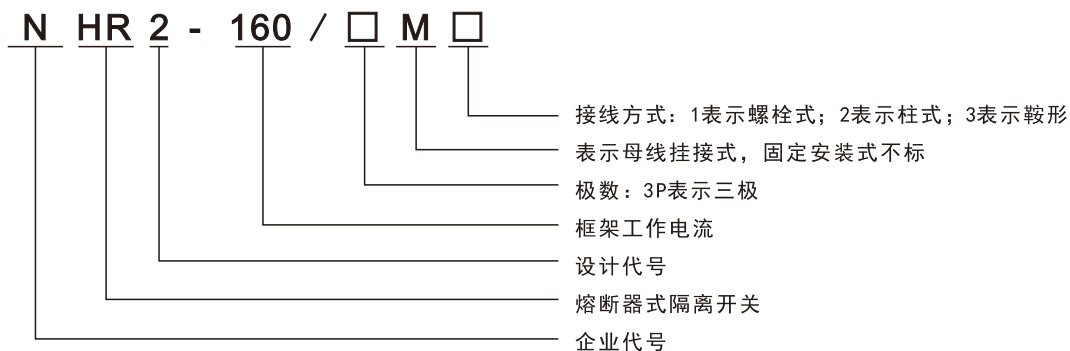 N HR 2 - 160 / □ M □
接线方式：1表示螺栓式；2表示柱式；3表示鞍形
表示母线挂接式，固定安装式不标
极数：3P表示三极
框架工作电流
设计代号
熔断器式隔离开关
企业代号